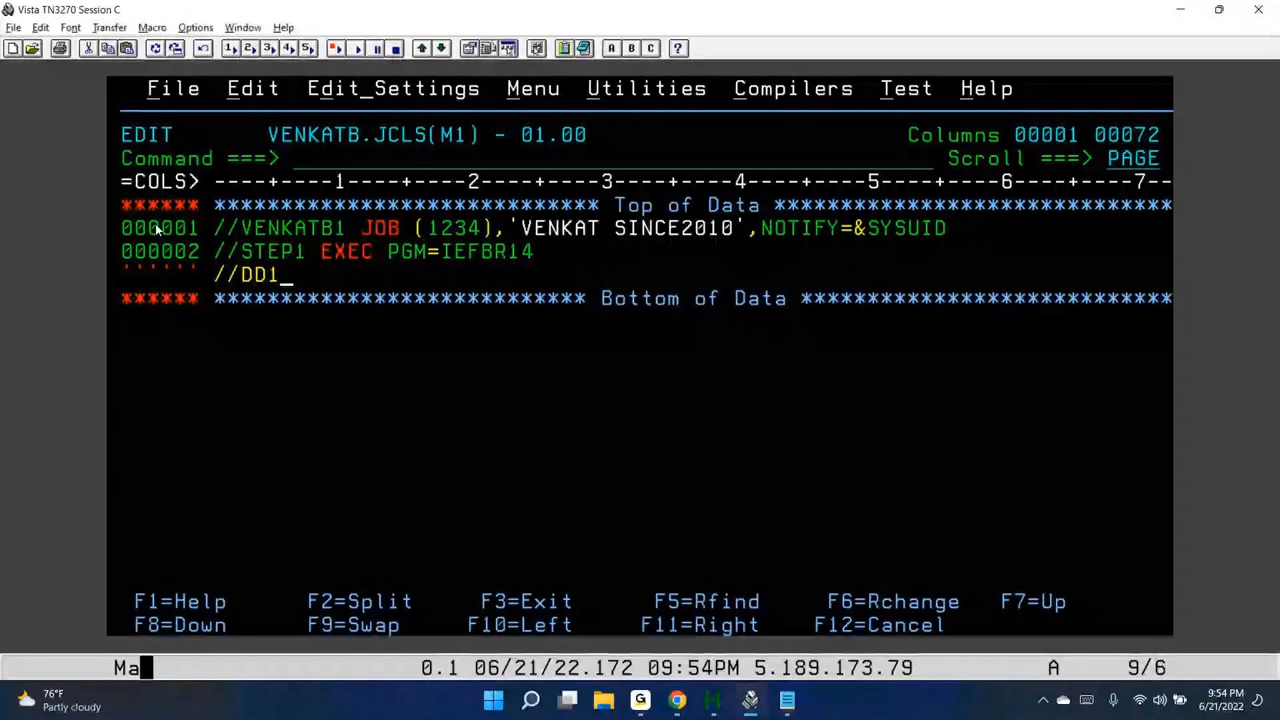 Vista TN3270 Session C
File Edit Font Transfer Macro Options Window Help
1 2 3 4 5 A B C ?
File Edit Edit_Settings Menu Utilities Compilers Test Help
EDIT VENKATB.JCLS(M1) - 01.00 Columns 00001 00072
Command ===> Scroll ===> PAGE
=COLS> ----+----1----+----2----+----3----+----4----+----5----+----6----+----7--
****** **************************** Top of Data *******************************
000001 //VENKATB1 JOB (1234),'VENKAT SINCE2010',NOTIFY=&SYSUID
000002 //STEP1 EXEC PGM=IEFBR14
'''''' //DD1_
****** **************************** Bottom of Data ****************************
F1=Help F2=Split F3=Exit F5=Rfind F6=Rchange F7=Up
F8=Down F9=Swap F10=Left F11=Right F12=Cancel
Ma 0.1 06/21/22.172 09:54PM 5.189.173.79 A 9/6
76°F
Partly cloudy
G
H
9:54 PM
6/21/2022